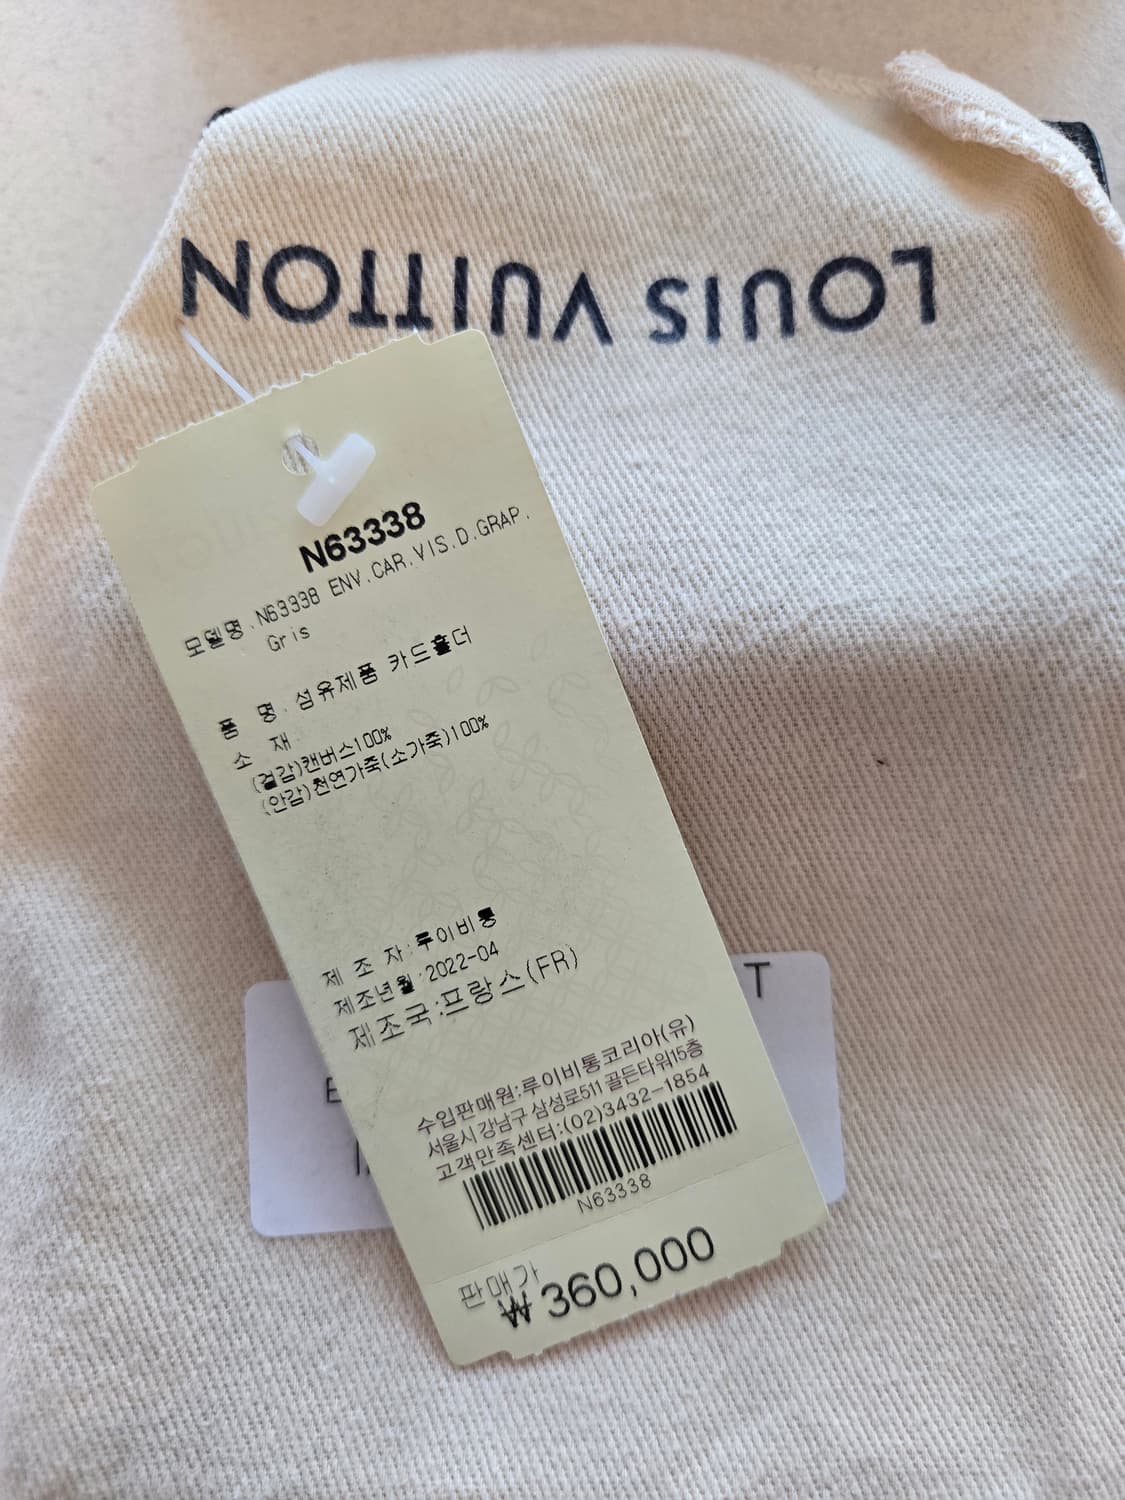 LOUIS VUITTON
N63338
모델명.N63338 ENV.CAR.VIS.D.GRAP.
Gris
품 명.섬유제품 카드홀더
소 재
(겉감)캔버스100%
(안감)천연가죽(소가죽)100%
제 조 자:루이비통
제조년월:2022-04
제조국:프랑스(FR)
수입판매원:루이비통코리아(유)
서울시 강남구 삼성로511 골든타워15층
고객만족센터:(02)3432-1854
N63338
판매가
₩360,000
T